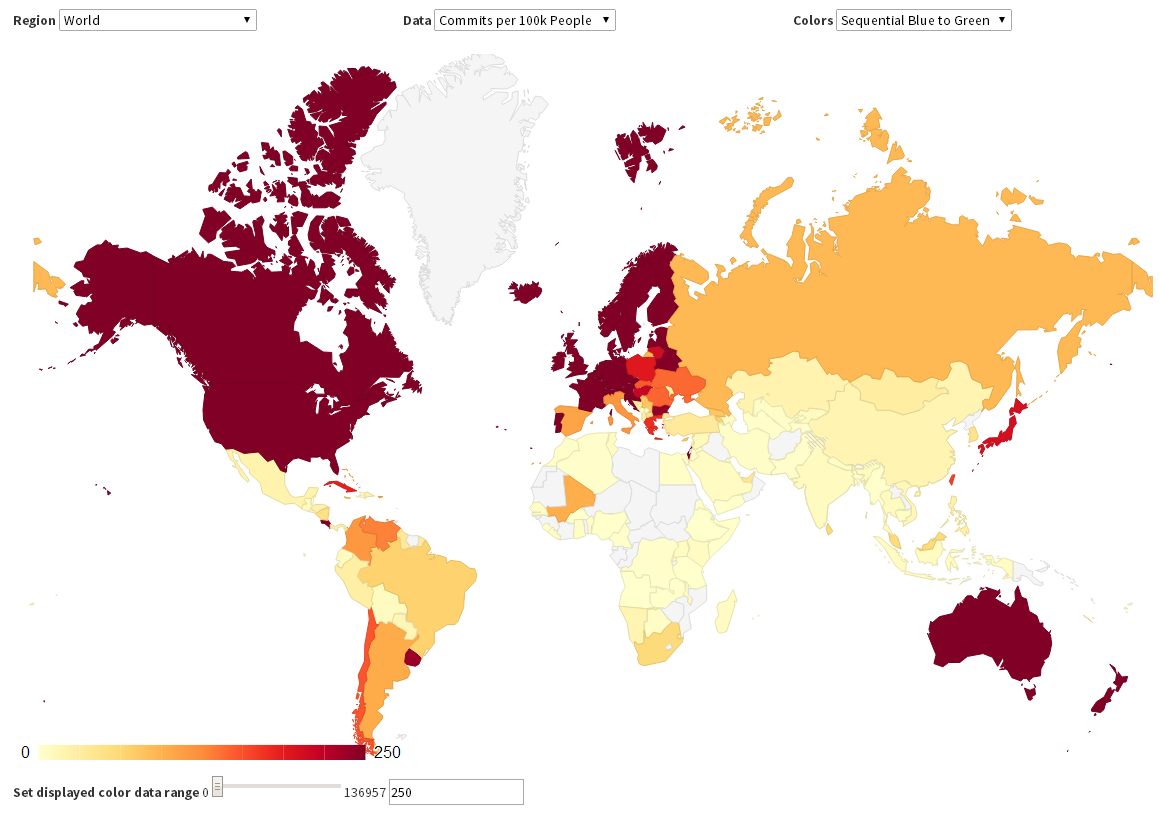 Region World Data Commits per 100k People Colors Sequential Blue to Green
0 250
Set displayed color data range 0 136957 250